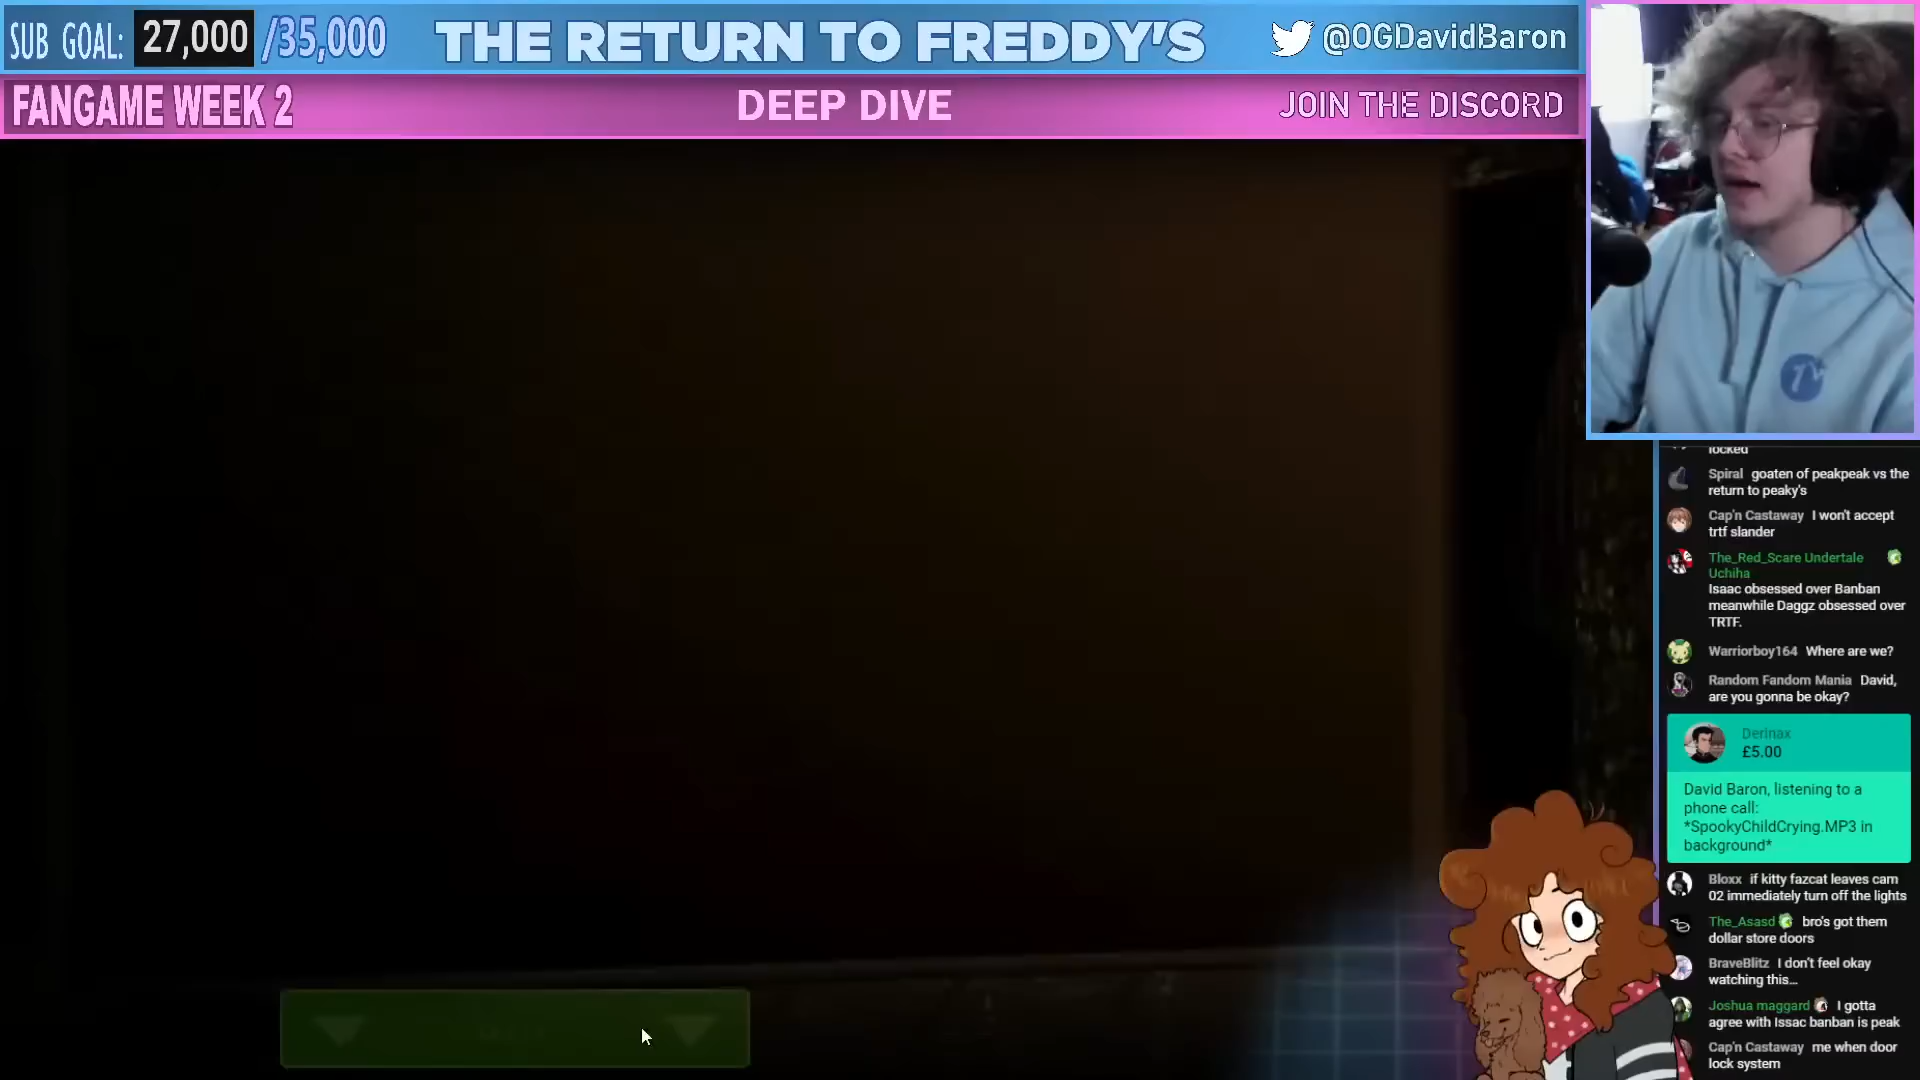 SUB GOAL: 27,000 /35,000
THE RETURN TO FREDDY'S
@OGDavidBaron
FANGAME WEEK 2
DEEP DIVE
JOIN THE DISCORD
locked
Spiral goaten of peakpeak vs the
return to peaky's
Cap'n Castaway I won't accept
trtf slander
The_Red_Scare Undertale
Uchiha
Isaac obsessed over Banban
meanwhile Daggz obsessed over
TRTF.
Warriorboy164 Where are we?
Random Fandom Mania David,
are you gonna be okay?
Derinax
£5.00
David Baron, listening to a
phone call:
*SpookyChildCrying.MP3 in
background*
Bloxx if kitty fazcat leaves cam
02 immediately turn off the lights
The_Asasd bro's got them
dollar store doors
BraveBlitz I don't feel okay
watching this...
Joshua maggard I gotta
agree with Issac banban is peak
Cap'n Castaway me when door
lock system